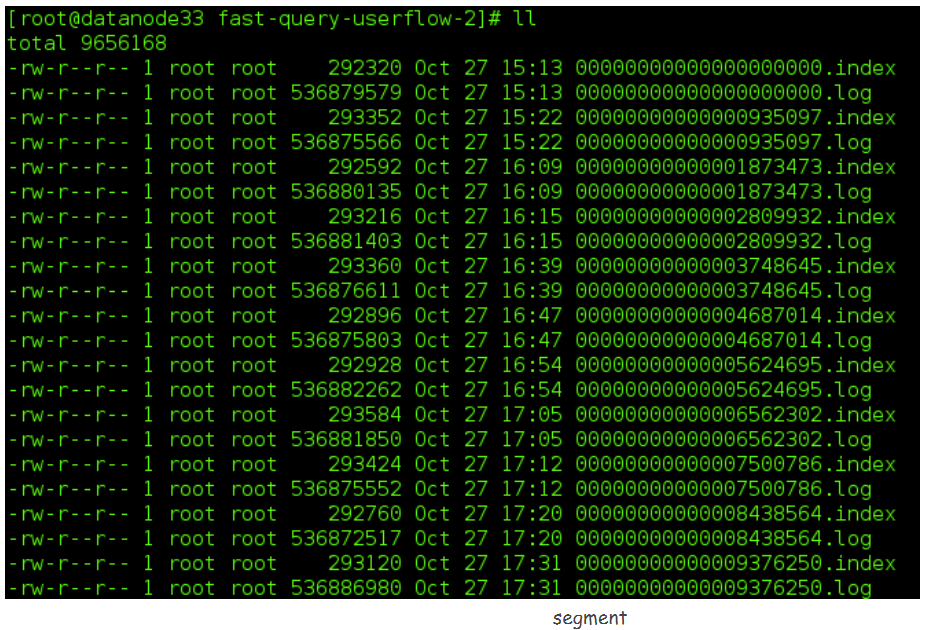 [root@datanode33 fast-query-userflow-2]# ll
total 9656168
-rw-r--r-- 1 root root    292320 Oct 27 15:13 00000000000000000000.index
-rw-r--r-- 1 root root 536879579 Oct 27 15:13 00000000000000000000.log
-rw-r--r-- 1 root root    293352 Oct 27 15:22 00000000000000935097.index
-rw-r--r-- 1 root root 536875566 Oct 27 15:22 00000000000000935097.log
-rw-r--r-- 1 root root    292592 Oct 27 16:09 00000000000001873473.index
-rw-r--r-- 1 root root 536880135 Oct 27 16:09 00000000000001873473.log
-rw-r--r-- 1 root root    293216 Oct 27 16:15 00000000000002809932.index
-rw-r--r-- 1 root root 536881403 Oct 27 16:15 00000000000002809932.log
-rw-r--r-- 1 root root    293360 Oct 27 16:39 00000000000003748645.index
-rw-r--r-- 1 root root 536876611 Oct 27 16:39 00000000000003748645.log
-rw-r--r-- 1 root root    292896 Oct 27 16:47 00000000000004687014.index
-rw-r--r-- 1 root root 536875803 Oct 27 16:47 00000000000004687014.log
-rw-r--r-- 1 root root    292928 Oct 27 16:54 00000000000005624695.index
-rw-r--r-- 1 root root 536882262 Oct 27 16:54 00000000000005624695.log
-rw-r--r-- 1 root root    293584 Oct 27 17:05 00000000000006562302.index
-rw-r--r-- 1 root root 536881850 Oct 27 17:05 00000000000006562302.log
-rw-r--r-- 1 root root    293424 Oct 27 17:12 00000000000007500786.index
-rw-r--r-- 1 root root 536875552 Oct 27 17:12 00000000000007500786.log
-rw-r--r-- 1 root root    292760 Oct 27 17:20 00000000000008438564.index
-rw-r--r-- 1 root root 536872517 Oct 27 17:20 00000000000008438564.log
-rw-r--r-- 1 root root    293120 Oct 27 17:31 00000000000009376250.index
-rw-r--r-- 1 root root 536886980 Oct 27 17:31 00000000000009376250.log
segment